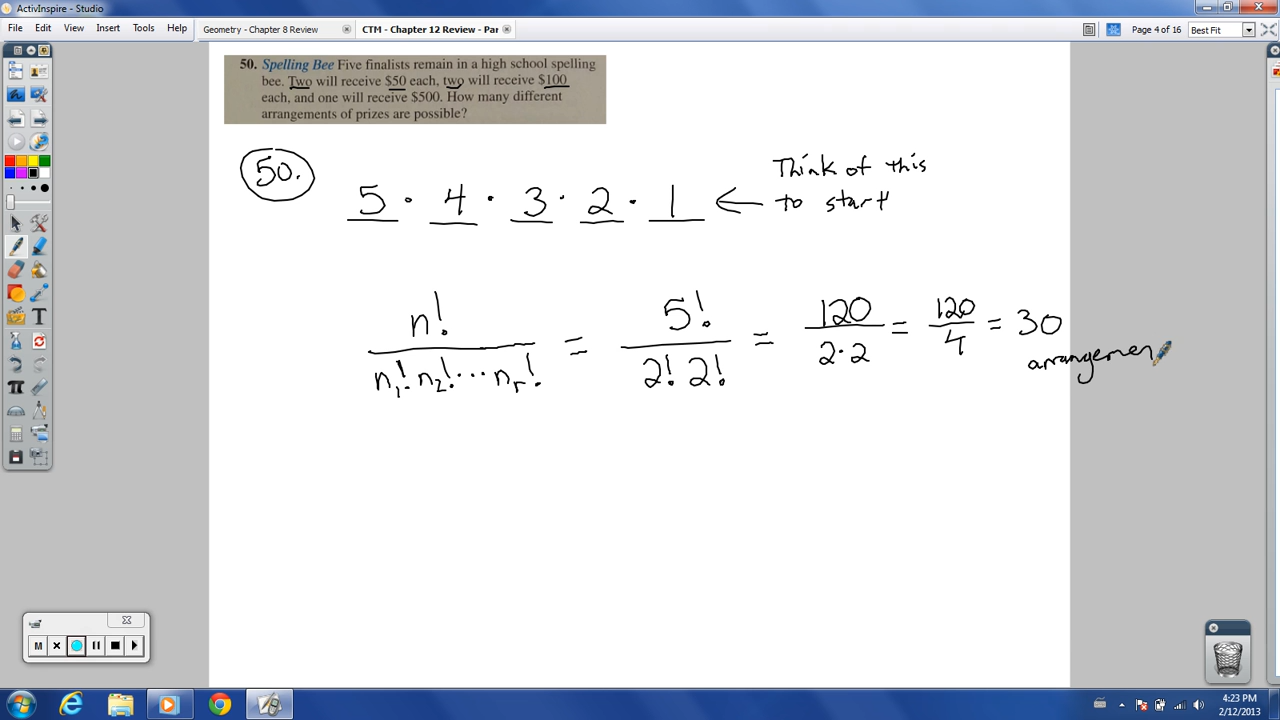 ActivInspire - Studio
File Edit View Insert Tools Help
Geometry - Chapter 8 Review
CTM - Chapter 12 Review - Par
Page 4 of 16
Best Fit
50. Spelling Bee Five finalists remain in a high school spelling
bee. Two will receive $50 each, two will receive $100
each, and one will receive $500. How many different
arrangements of prizes are possible?
50.
5 · 4 · 3 · 2 · 1
Think of this
to start
n! / n₁! n₂! ··· nᵣ! = 5! / 2! 2! = 120 / 2·2 = 120 / 4 = 30
arrangemen
M
4:23 PM
2/12/2013